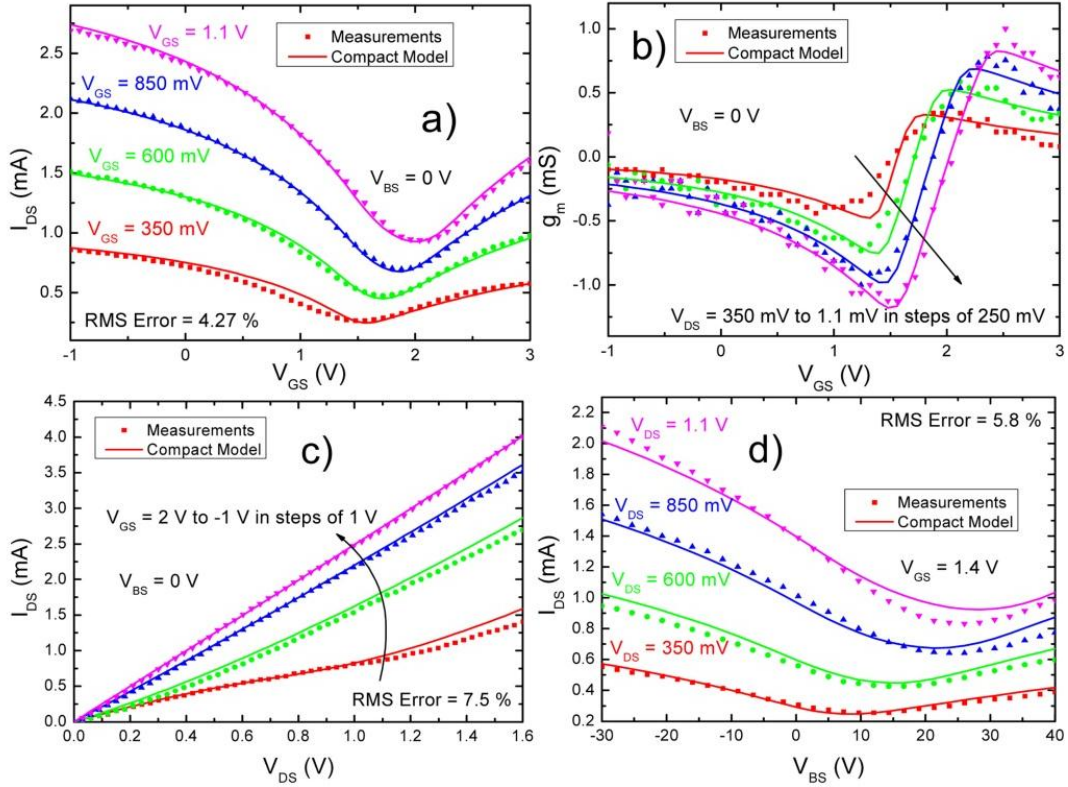 V_GS = 1.1 V
Measurements
Compact Model
V_GS = 850 mV
a)
V_GS = 600 mV
V_BS = 0 V
V_GS = 350 mV
RMS Error = 4.27 %
2.5
2.0
1.5
1.0
0.5
I_DS (mA)
-1 0 1 2 3
V_GS (V)
b)
Measurements
Compact Model
V_BS = 0 V
V_DS = 350 mV to 1.1 mV in steps of 250 mV
1.0
0.5
0.0
-0.5
-1.0
g_m (mS)
-1 0 1 2 3
V_GS (V)
Measurements
Compact Model
c)
V_GS = 2 V to -1 V in steps of 1 V
V_BS = 0 V
RMS Error = 7.5 %
4.5
4.0
3.5
3.0
2.5
2.0
1.5
1.0
0.5
0.0
I_DS (mA)
0.0 0.2 0.4 0.6 0.8 1.0 1.2 1.4 1.6
V_DS (V)
V_DS = 1.1 V
RMS Error = 5.8 %
d)
V_DS = 850 mV
Measurements
Compact Model
V_GS = 1.4 V
V_DS = 600 mV
V_DS = 350 mV
2.2
2.0
1.8
1.6
1.4
1.2
1.0
0.8
0.6
0.4
0.2
I_DS (mA)
-30 -20 -10 0 10 20 30 40
V_BS (V)